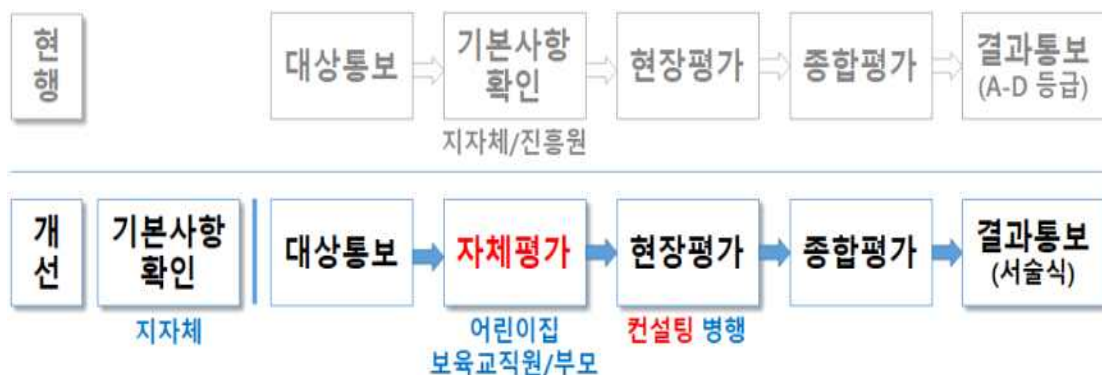 현행
대상통보
기본사항
확인
현장평가
종합평가
결과통보
(A-D 등급)
지자체/진흥원
개선
기본사항
확인
대상통보
자체평가
현장평가
종합평가
결과통보
(서술식)
지자체
어린이집
보육교직원/부모
컨설팅 병행